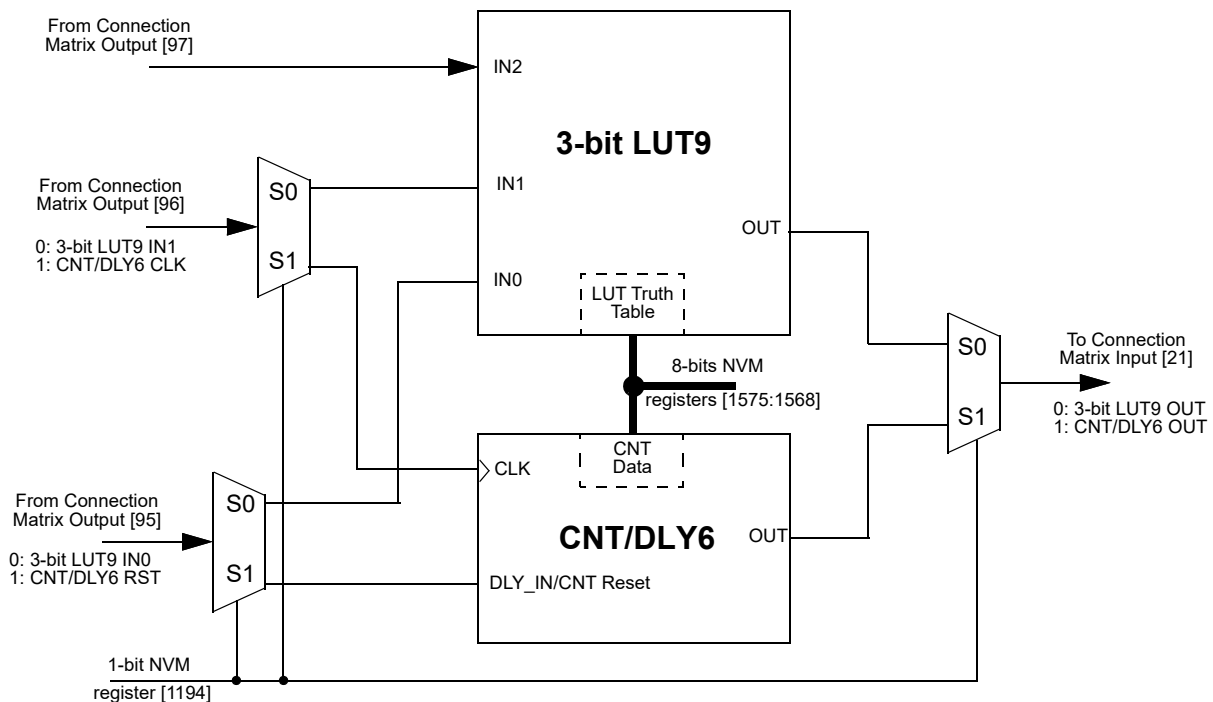 From Connection
Matrix Output [97]
IN2
3-bit LUT9
From Connection
Matrix Output [96]
0: 3-bit LUT9 IN1
1: CNT/DLY6 CLK
S0
S1
IN1
OUT
IN0
LUT Truth
Table
8-bits NVM
registers [1575:1568]
S0
S1
To Connection
Matrix Input [21]
0: 3-bit LUT9 OUT
1: CNT/DLY6 OUT
CNT
Data
CLK
From Connection
Matrix Output [95]
0: 3-bit LUT9 IN0
1: CNT/DLY6 RST
S0
S1
CNT/DLY6
OUT
DLY_IN/CNT Reset
1-bit NVM
register [1194]